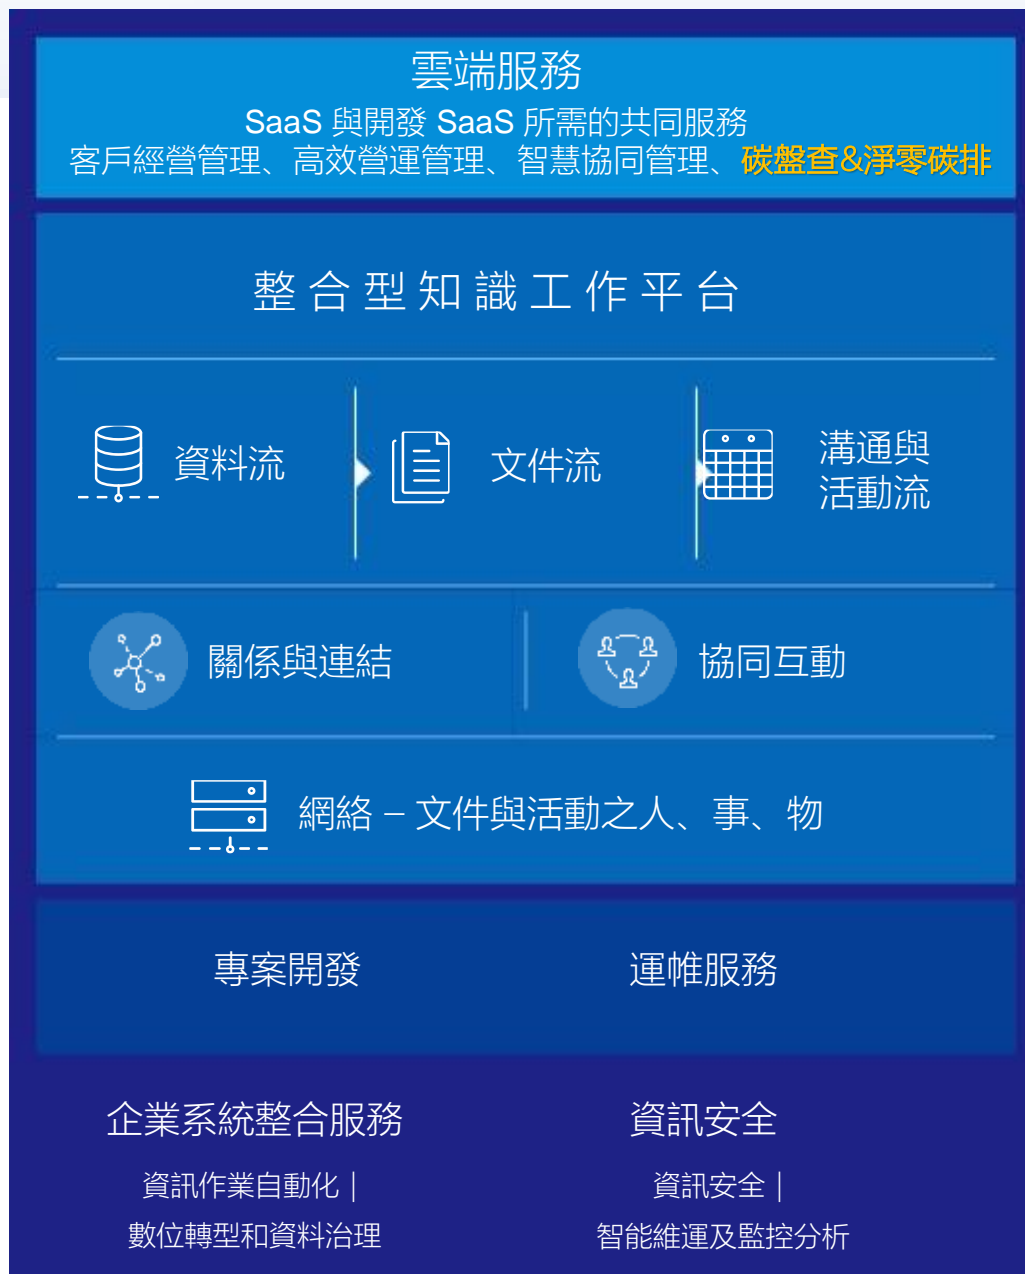 雲端服務
SaaS 與開發 SaaS 所需的共同服務
客戶經營管理、高效營運管理、智慧協同管理、碳盤查&淨零碳排
整合型知識工作平台
資料流
文件流
溝通與
活動流
關係與連結
協同互動
網絡 – 文件與活動之人、事、物
專案開發
運帷服務
企業系統整合服務
資訊安全
資訊作業自動化｜
數位轉型和資料治理
資訊安全｜
智能維運及監控分析